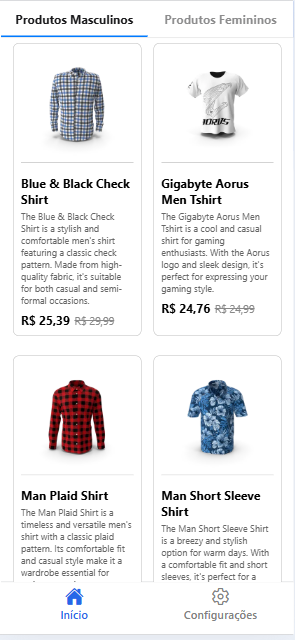 Produtos Masculinos
Produtos Femininos
Blue & Black Check
Shirt
The Blue & Black Check
Shirt is a stylish and
comfortable men's shirt
featuring a classic check
pattern. Made from high-
quality fabric, it's suitable
for both casual and semi-
formal occasions.
R$ 25,39 R$ 29,99
Gigabyte Aorus
Men Tshirt
The Gigabyte Aorus Men
Tshirt is a cool and casual
shirt for gaming
enthusiasts. With the Aorus
logo and sleek design, it's
perfect for expressing your
gaming style.
R$ 24,76 R$ 24,99
Man Plaid Shirt
The Man Plaid Shirt is a
timeless and versatile men's
shirt with a classic plaid
pattern. Its comfortable fit
and casual style make it a
wardrobe essential for
Man Short Sleeve
Shirt
The Man Short Sleeve Shirt
is a breezy and stylish
option for warm days. With
a comfortable fit and short
sleeves, it's perfect for a
Início
Configurações